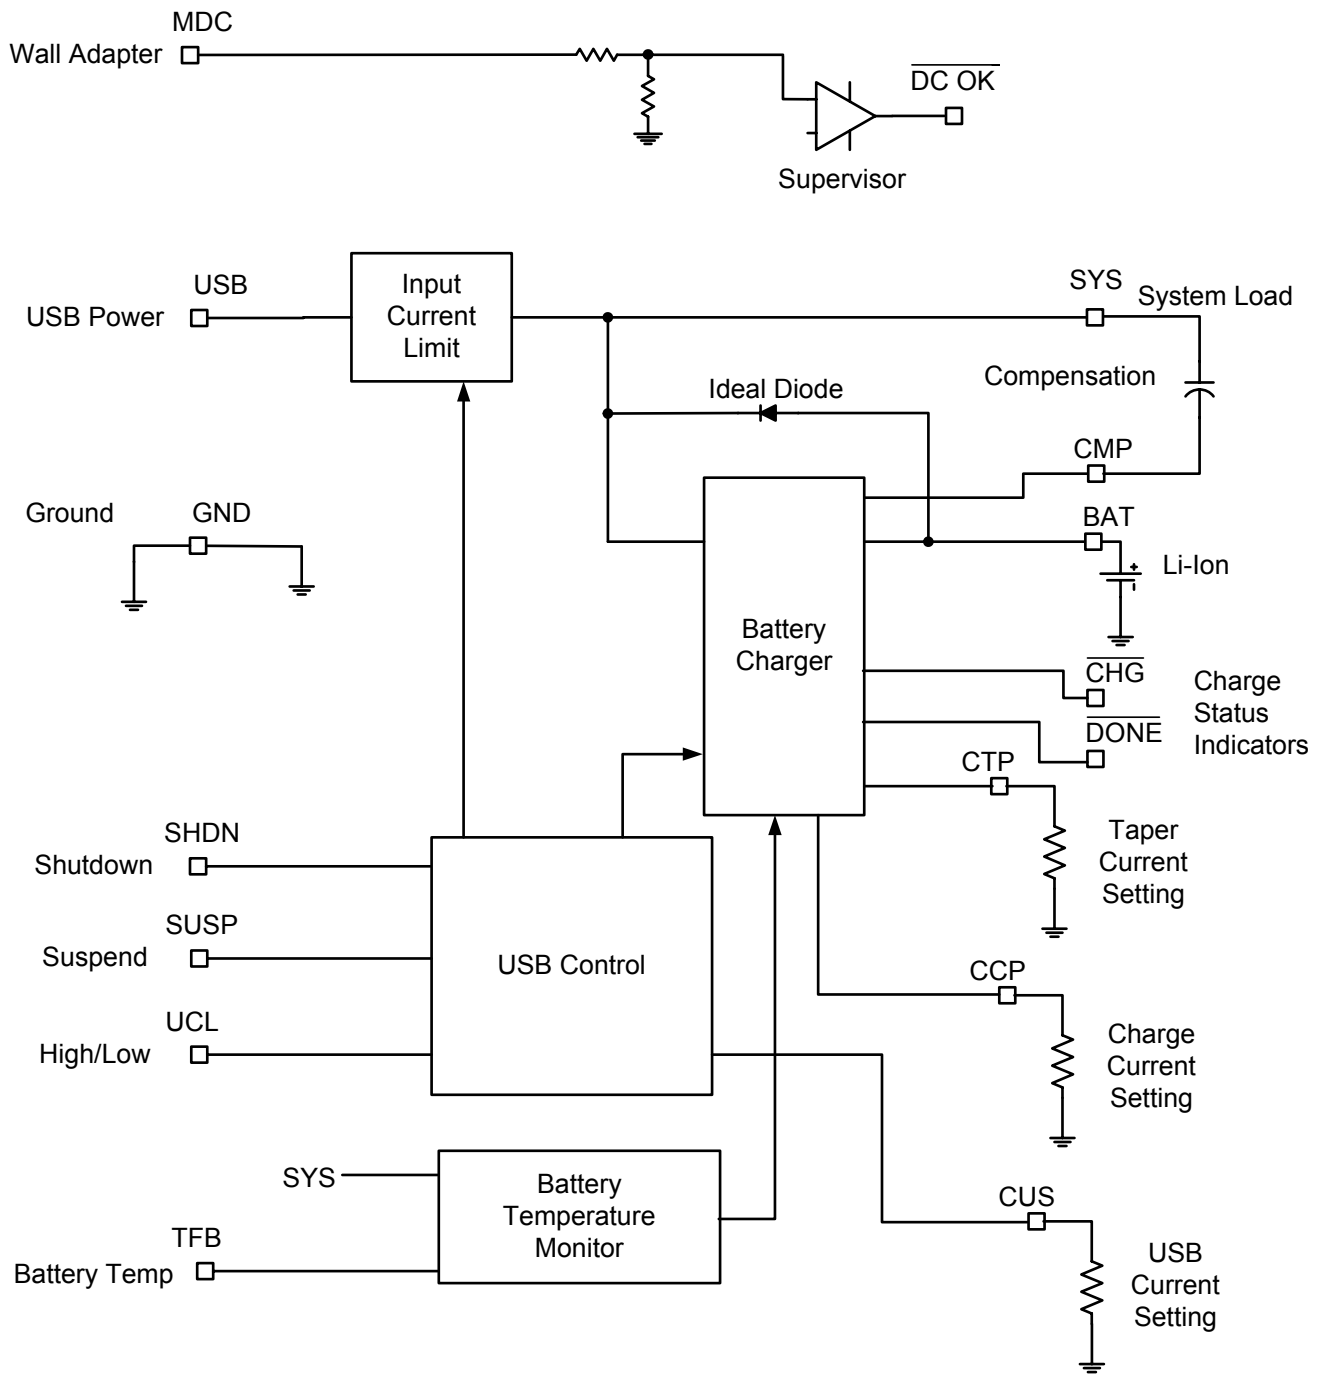 MDC
Wall Adapter
DC OK
Supervisor
USB
USB Power
Input
Current
Limit
SYS
System Load
Ideal Diode
Compensation
CMP
Ground
GND
BAT
+
-
Li-Ion
Battery
Charger
CHG
DONE
Charge
Status
Indicators
CTP
Taper
Current
Setting
SHDN
Shutdown
SUSP
Suspend
UCL
High/Low
USB Control
CCP
Charge
Current
Setting
SYS
TFB
Battery Temp
Battery
Temperature
Monitor
CUS
USB
Current
Setting